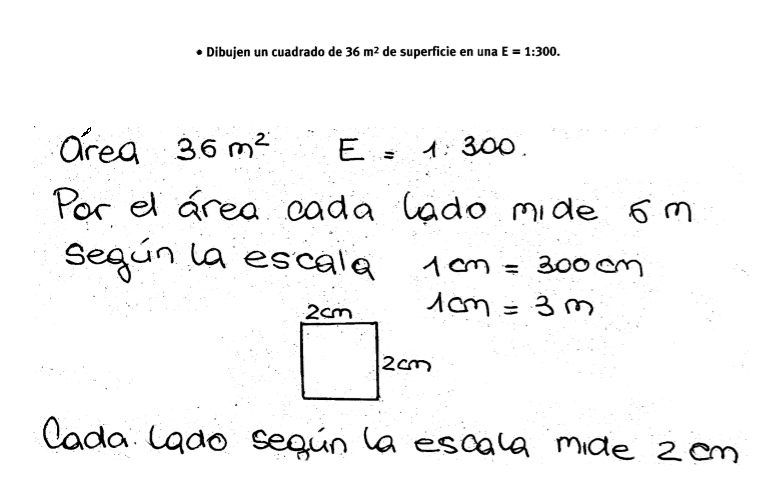 • Dibujen un cuadrado de 36 m² de superficie en una E = 1:300.
área 36 m² E = 1:300.
Por el área cada lado mide 6 m
según la escala 1 cm = 300 cm
1 cm = 3 m
2cm
2cm
Cada lado según la escala mide 2 cm